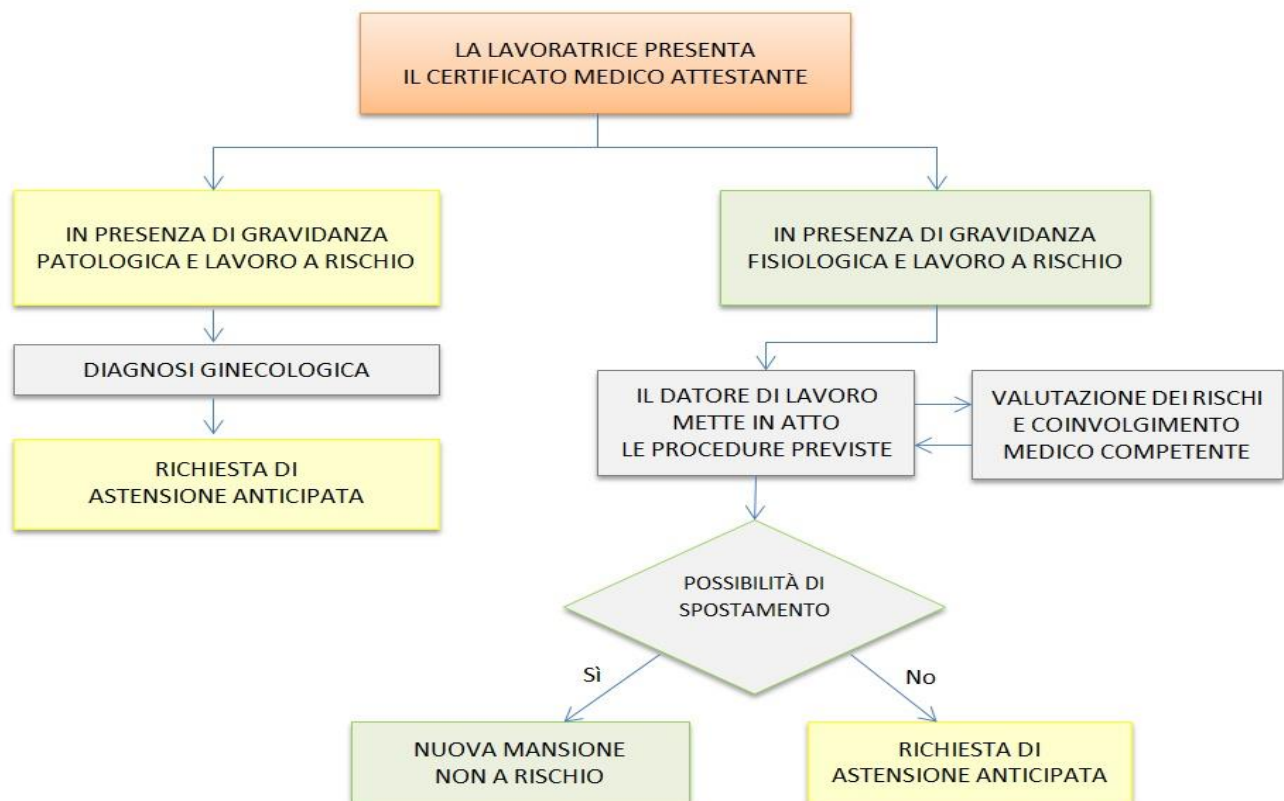 LA LAVORATRICE PRESENTA
IL CERTIFICATO MEDICO ATTESTANTE
IN PRESENZA DI GRAVIDANZA
PATOLOGICA E LAVORO A RISCHIO
IN PRESENZA DI GRAVIDANZA
FISIOLOGICA E LAVORO A RISCHIO
DIAGNOSI GINECOLOGICA
IL DATORE DI LAVORO
METTE IN ATTO
LE PROCEDURE PREVISTE
VALUTAZIONE DEI RISCHI
E COINVOLGIMENTO
MEDICO COMPETENTE
RICHIESTA DI
ASTENSIONE ANTICIPATA
POSSIBILITÀ DI
SPOSTAMENTO
Sì
No
NUOVA MANSIONE
NON A RISCHIO
RICHIESTA DI
ASTENSIONE ANTICIPATA